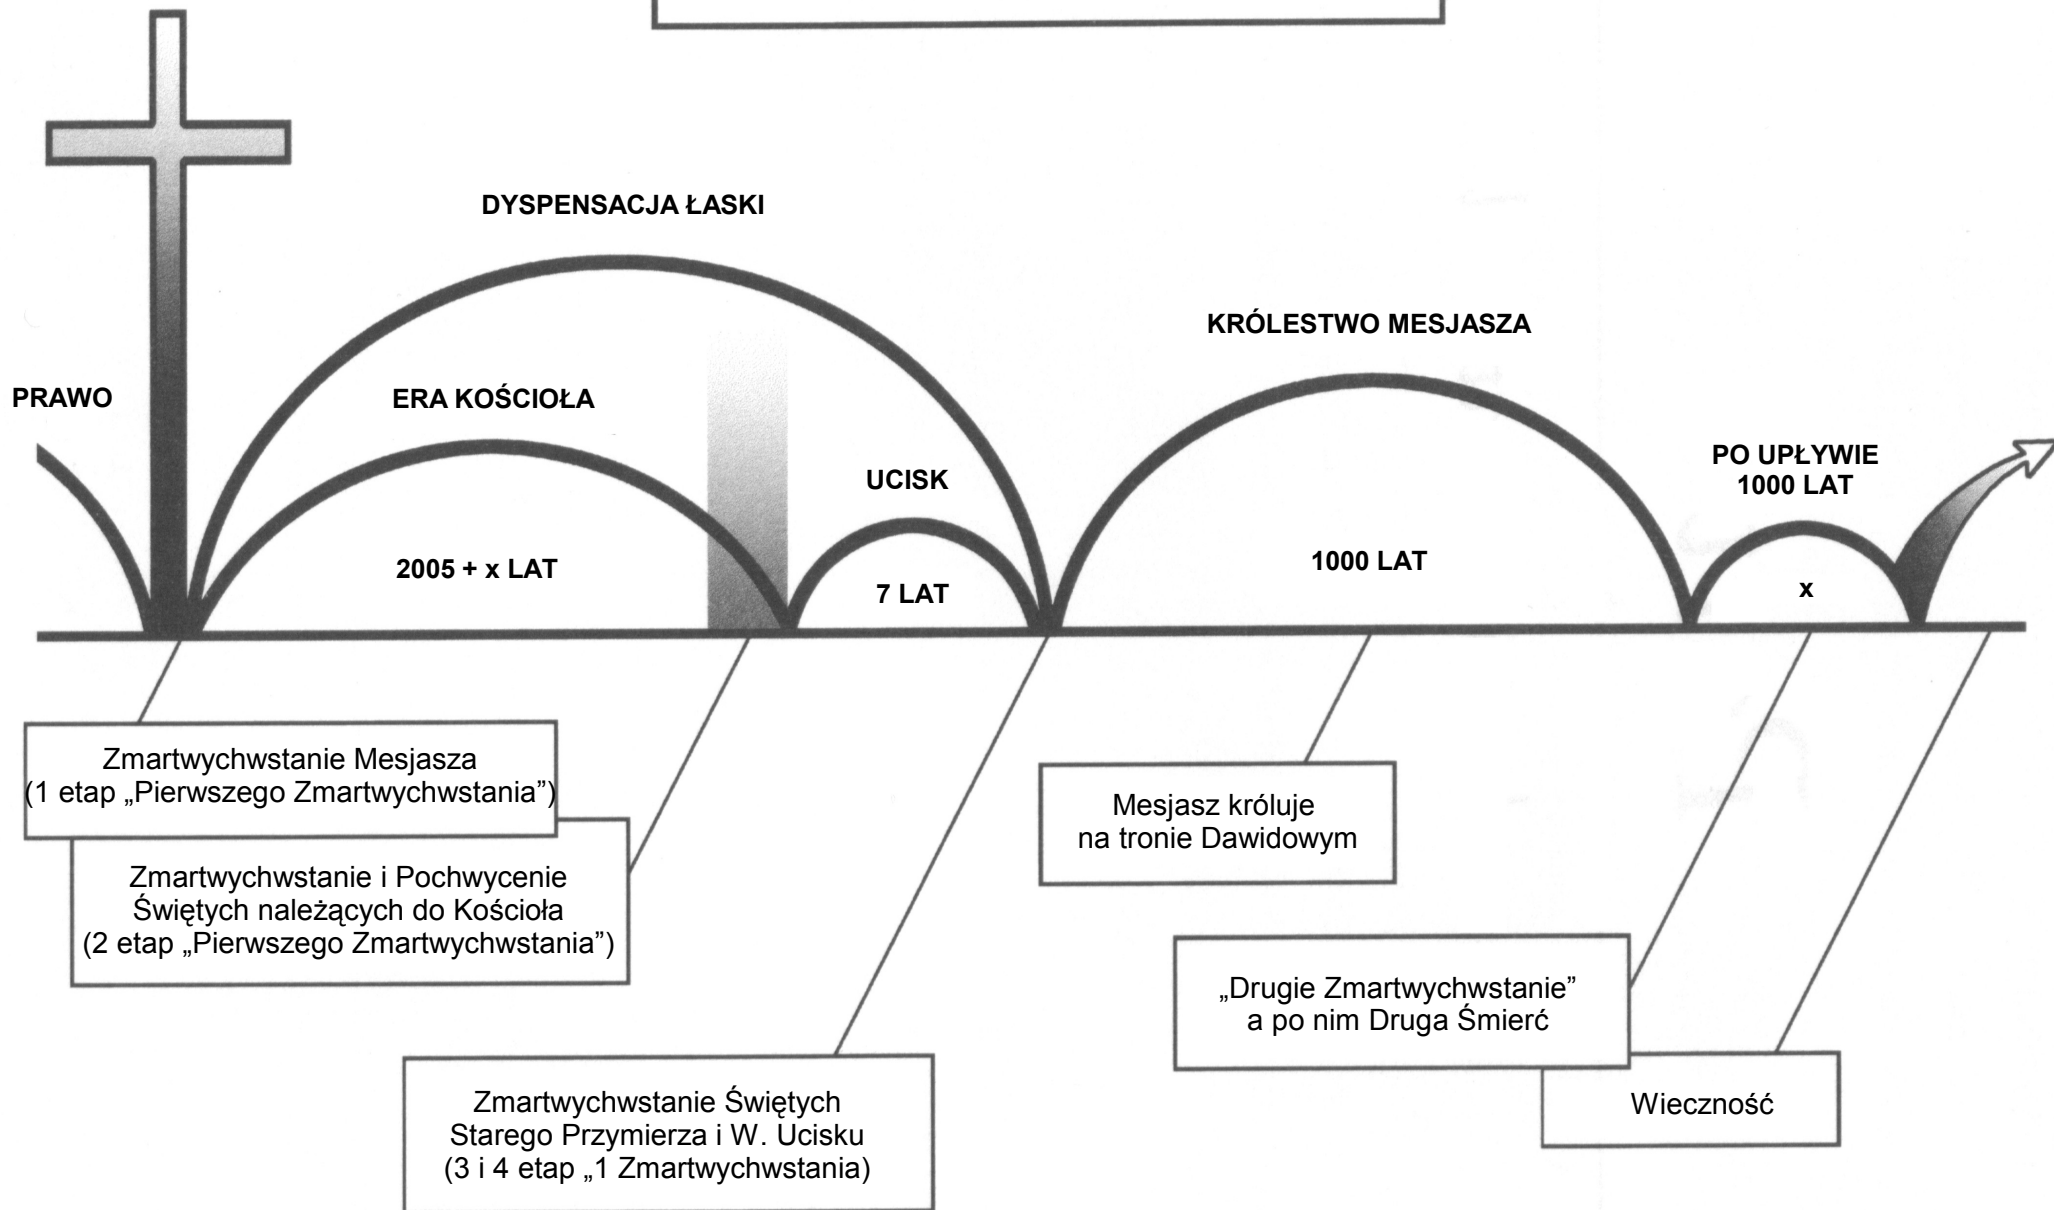 DYSPENSACJA ŁASKI
KRÓLESTWO MESJASZA
PRAWO
ERA KOŚCIOŁA
UCISK
PO UPŁYWIE
1000 LAT
2005 + x LAT
7 LAT
1000 LAT
x
Zmartwychwstanie Mesjasza
(1 etap „Pierwszego Zmartwychwstania”)
Zmartwychwstanie i Pochwycenie
Świętych należących do Kościoła
(2 etap „Pierwszego Zmartwychwstania”)
Zmartwychwstanie Świętych
Starego Przymierza i W. Ucisku
(3 i 4 etap „1 Zmartwychwstania)
Mesjasz króluje
na tronie Dawidowym
„Drugie Zmartwychwstanie”
a po nim Druga Śmierć
Wieczność